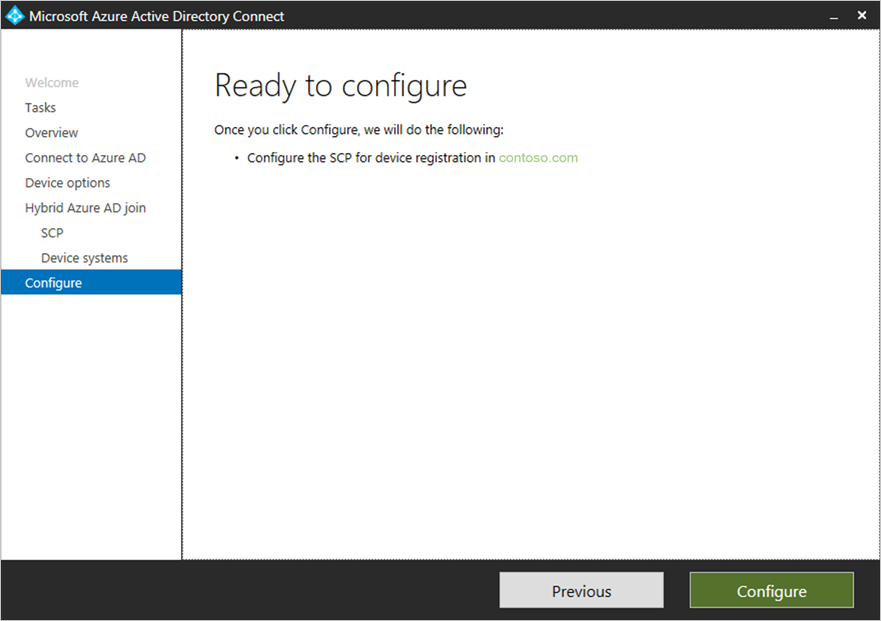 Microsoft Azure Active Directory Connect
Welcome
Tasks
Overview
Connect to Azure AD
Device options
Hybrid Azure AD join
SCP
Device systems
Configure
Ready to configure
Once you click Configure, we will do the following:
• Configure the SCP for device registration in contoso.com
Previous
Configure